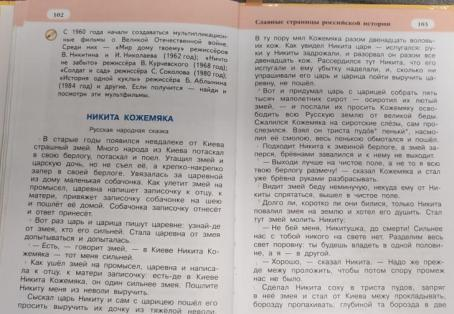 102
С 1960 года начали создаваться мультипликацион-
ные фильмы о Великой Отечественной войне.
Среди них — «Мир дому твоему» режиссёров
В. Никитина и И. Николаева (1962 год); «Никто
не забыт» режиссёра В. Курчевского (1968 год);
«Солдат и сад» режиссёра С. Соколова (1980 год);
«История одной куклы» режиссёра Б. Аблынина
(1984 год) и другие. Если получится — найди и
посмотри эти мультфильмы.
НИКИТА КОЖЕМЯКА
Русская народная сказка
В старые годы появился невдалеке от Киева
страшный змей. Много народа из Киева потаскал
в свою берлогу, потаскал и поел. Утащил змей и
царскую дочь, но не съел её, а крепко-накрепко
запер в своей берлоге. Увязалась за царевной
из дому маленькая собачонка. Как улетит змей на
промысел, царевна напишет записочку к отцу, к
матери, привяжет записочку собачонке на шею
и пошлёт её домой. Собачонка записочку отнесёт
и ответ принесёт.
Вот раз царь и царица пишут царевне: узнай-де
от змея, кто его сильней. Стала царевна от змея
допытываться и допыталась.
— Есть, — говорит змей, — в Киеве Никита Ко-
жемяка — тот меня сильней.
Как ушёл змей на промысел, царевна и написа-
ла к отцу, к матери записочку: есть-де в Киеве
Никита Кожемяка, он один сильнее змея. Пошлите
Никиту меня из неволи выручить.
Сыскал царь Никиту и сам с царицею пошёл его
просить выручить их дочку из тяжёлой неволи.
Главные страницы российской истории
103
В ту пору мял Кожемяка разом двенадцать воловь-
их кож. Как увидел Никита царя — испугался: ру-
ки у Никиты задрожали, и разорвал он разом все
двенадцать кож. Рассердился тут Никита, что его
испугали и ему убытку наделали, и, сколько ни
упрашивали его царь и царица пойти выручить ца-
ревну, не пошёл.
Вот и придумал царь с царицей собрать пять
тысяч малолетних сирот — осиротил их лютый
змей, — и послали их просить Кожемяку освобо-
дить всю Русскую землю от великой беды.
Сжалился Кожемяка на сиротские слёзы, сам про-
слезился. Взял он триста пудов пеньки, насмо-
лил её смолою, весь пенькою обмотался и пошёл.
Подходит Никита к змеиной берлоге, а змей за-
перся, брёвнами завалился и к нему не выходит.
— Выходи лучше на чистое поле, а не то я всю
твою берлогу размечу! — сказал Кожемяка и стал
уже брёвна руками разбрасывать.
Видит змей беду неминучую, некуда ему от Ни-
киты спрятаться, вышел в чистое поле.
Долго ли, коротко ли они бились, только Никита
повалил змея на землю и хотел его душить. Стал
тут змей молить Никиту:
— Не бей меня, Никитушка, до смерти! Сильнее
нас с тобой никого на свете нет. Разделим весь
свет поровну: ты будешь владеть в одной полови-
не, а я — в другой.
— Хорошо, — сказал Никита. — Надо же преж-
де межу проложить, чтобы потом спору промеж
нас не было.
Сделал Никита соху в триста пудов, запряг
в неё змея и стал от Киева межу прокладывать,
борозду пропахивать; глубиной та борозда в две